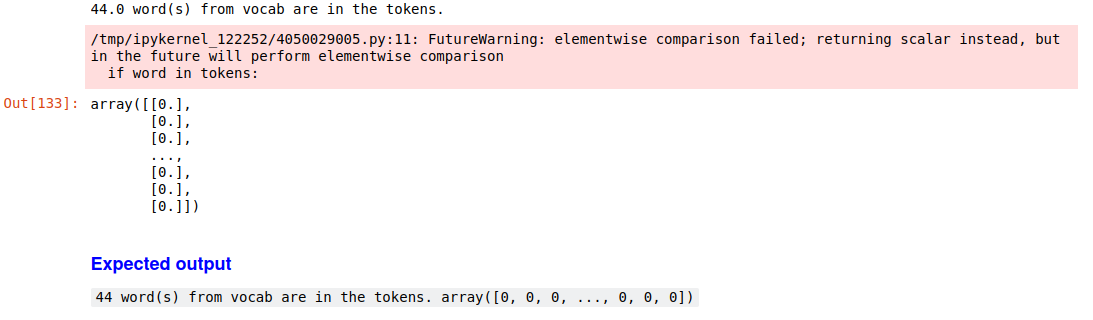 44.0 word(s) from vocab are in the tokens.
/tmp/ipykernel_122252/4050029005.py:11: FutureWarning: elementwise comparison failed; returning scalar instead, but
in the future will perform elementwise comparison
  if word in tokens:
Out[133]: array([[0.],
       [0.],
       [0.],
       ...,
       [0.],
       [0.],
       [0.]])
Expected output
44 word(s) from vocab are in the tokens. array([0, 0, 0, ..., 0, 0, 0])